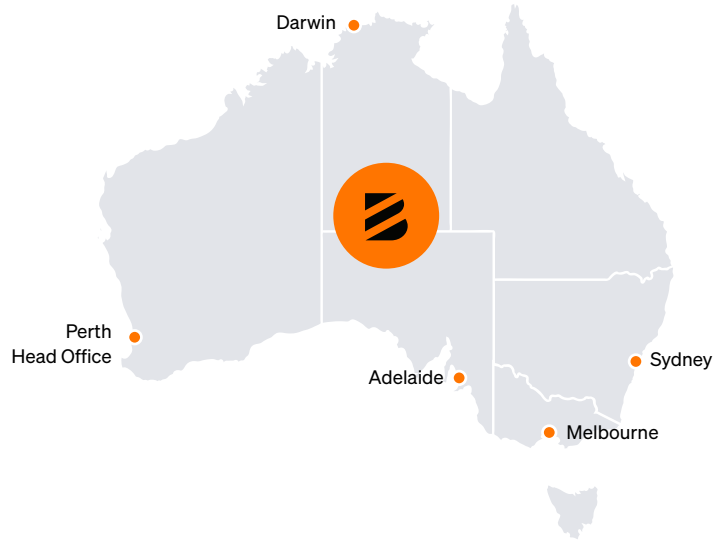 Darwin
Perth
Head Office
Adelaide
Sydney
Melbourne